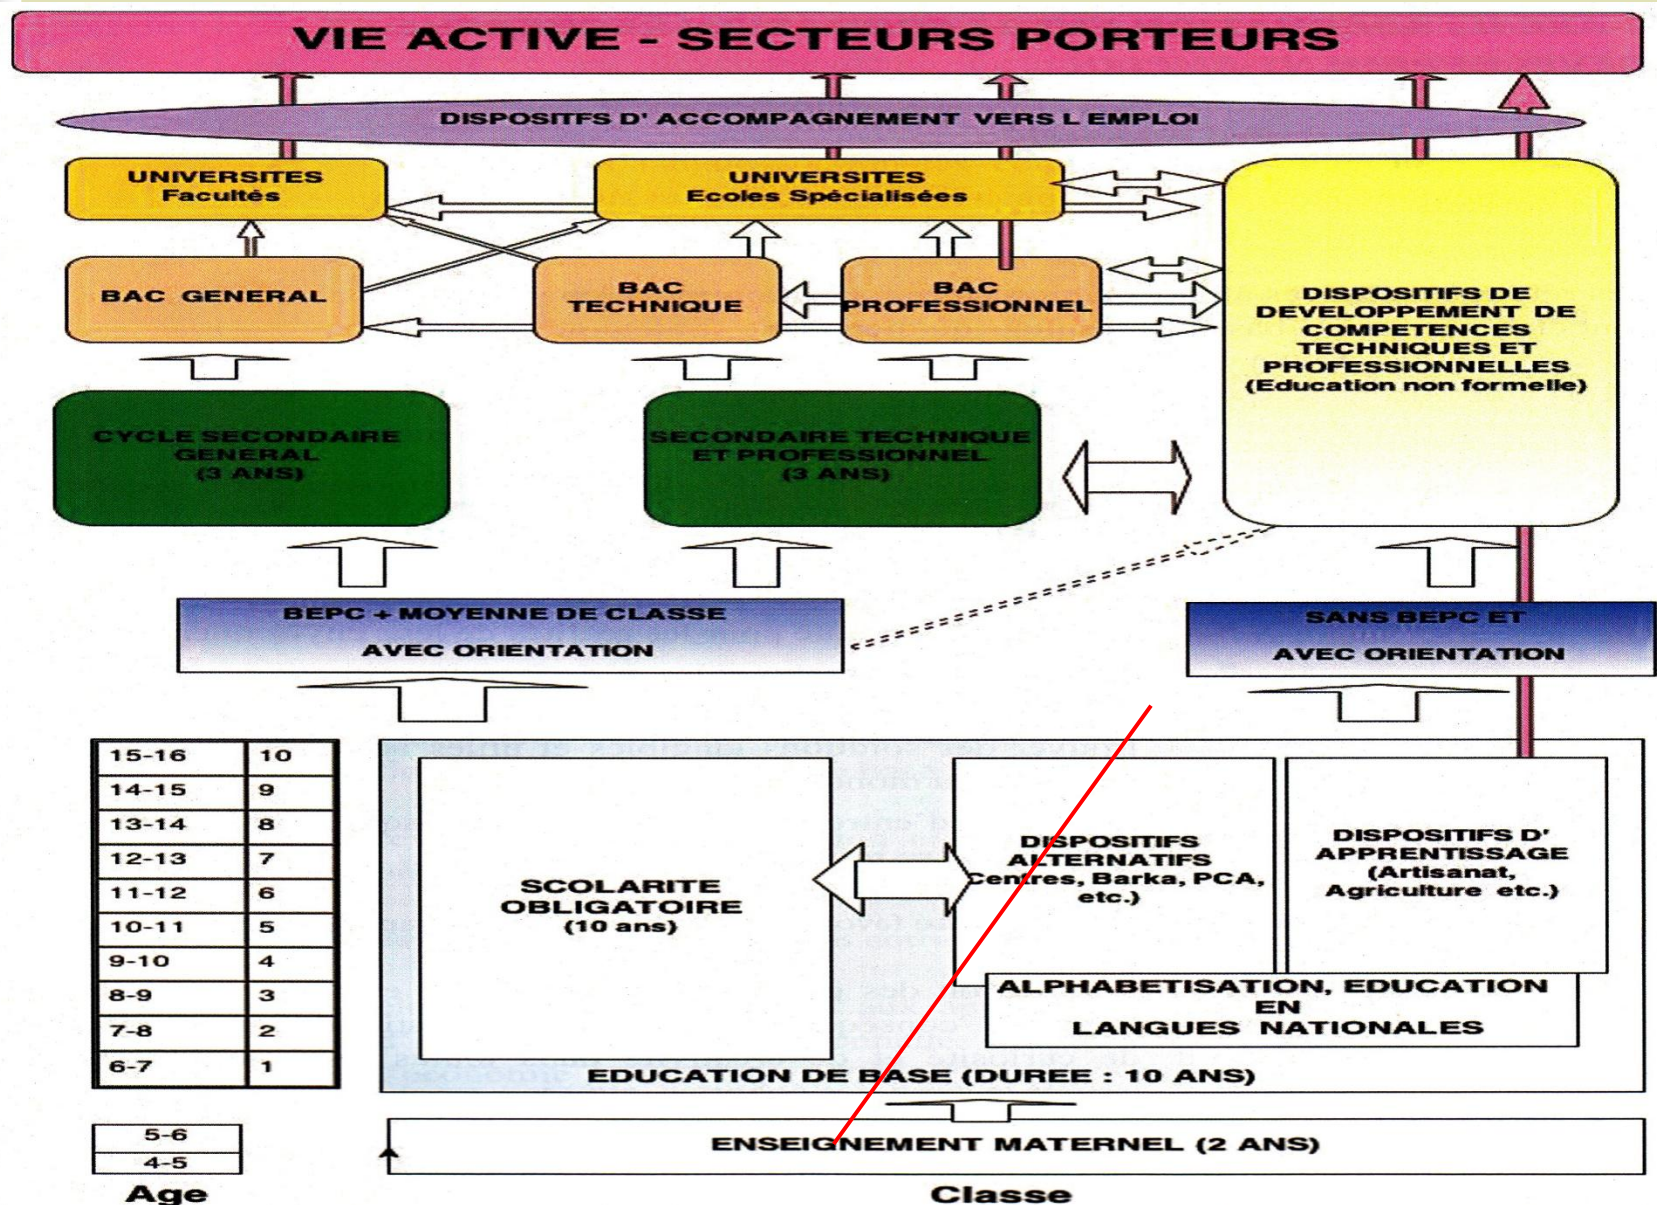 VIE ACTIVE - SECTEURS PORTEURS
DISPOSITFS D' ACCOMPAGNEMENT VERS L EMPLOI
UNIVERSITES
Facultés
UNIVERSITES
Ecoles Spécialisées
BAC GENERAL
BAC
TECHNIQUE
BAC
PROFESSIONNEL
DISPOSITIFS DE
DEVELOPPEMENT DE
COMPETENCES
TECHNIQUES ET
PROFESSIONNELLES
(Education non formelle)
CYCLE SECONDAIRE
GENERAL
(3 ANS)
SECONDAIRE TECHNIQUE
ET PROFESSIONNEL
(3 ANS)
BEPC + MOYENNE DE CLASSE
AVEC ORIENTATION
SANS BEPC ET
AVEC ORIENTATION
15-16 10
14-15 9
13-14 8
12-13 7
11-12 6
10-11 5
9-10 4
8-9 3
7-8 2
6-7 1
SCOLARITE
OBLIGATOIRE
(10 ans)
DISPOSITIFS
ALTERNATIFS
Centres, Barka, PCA,
etc.)
DISPOSITIFS D'
APPRENTISSAGE
(Artisanat,
Agriculture etc.)
ALPHABETISATION, EDUCATION
EN
LANGUES NATIONALES
EDUCATION DE BASE (DUREE : 10 ANS)
5-6
4-5
ENSEIGNEMENT MATERNEL (2 ANS)
Age
Classe